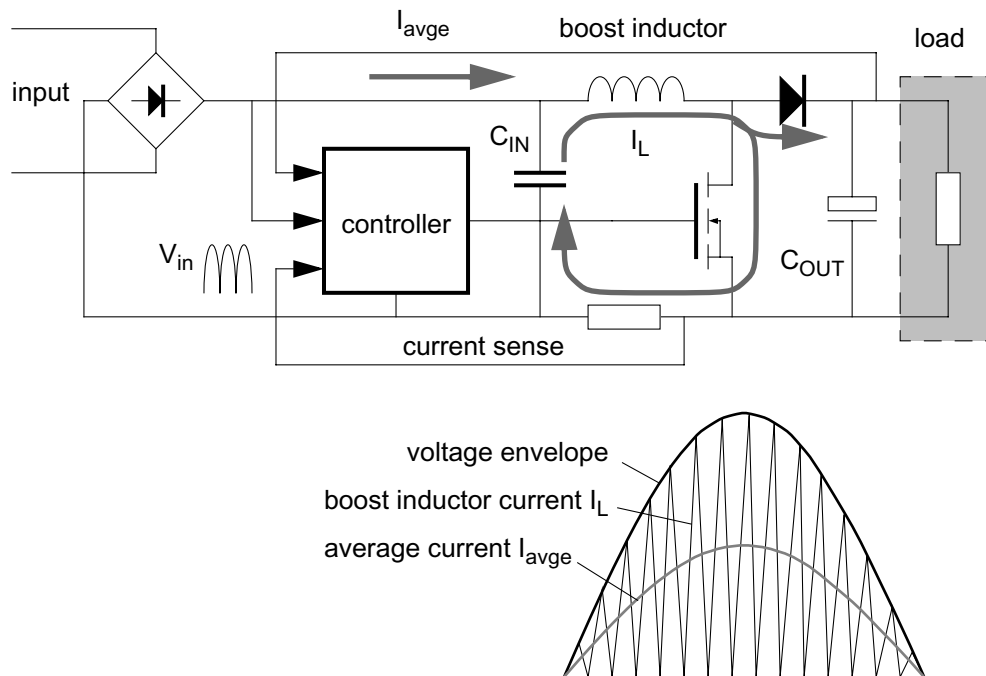 I_avge
boost inductor
load
input
C_IN
I_L
controller
V_in
C_OUT
current sense
voltage envelope
boost inductor current I_L
average current I_avge